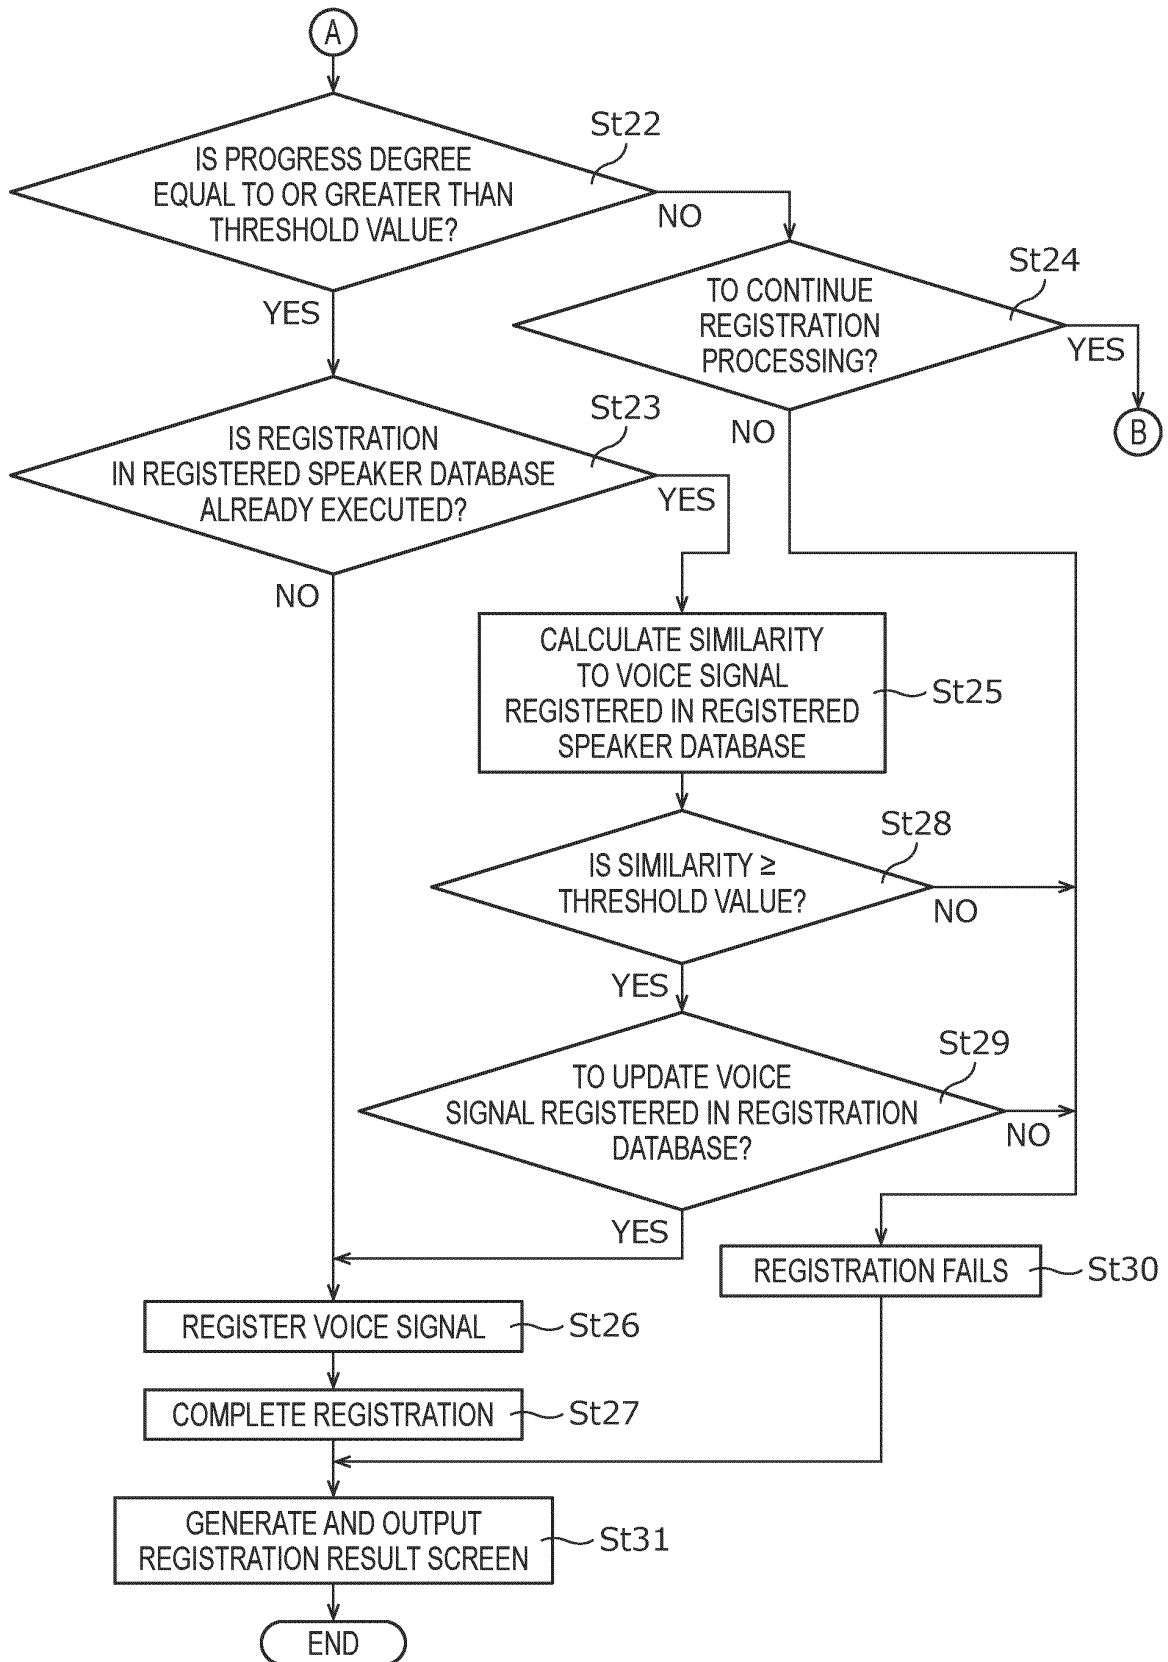 A
St22
IS PROGRESS DEGREE
EQUAL TO OR GREATER THAN
THRESHOLD VALUE?
NO
YES
St24
TO CONTINUE
REGISTRATION
PROCESSING?
YES
B
NO
St23
IS REGISTRATION
IN REGISTERED SPEAKER DATABASE
ALREADY EXECUTED?
YES
NO
CALCULATE SIMILARITY
TO VOICE SIGNAL
REGISTERED IN REGISTERED
SPEAKER DATABASE
St25
St28
IS SIMILARITY ≥
THRESHOLD VALUE?
NO
YES
St29
TO UPDATE VOICE
SIGNAL REGISTERED IN REGISTRATION
DATABASE?
NO
YES
REGISTRATION FAILS
St30
REGISTER VOICE SIGNAL
St26
COMPLETE REGISTRATION
St27
GENERATE AND OUTPUT
REGISTRATION RESULT SCREEN
St31
END